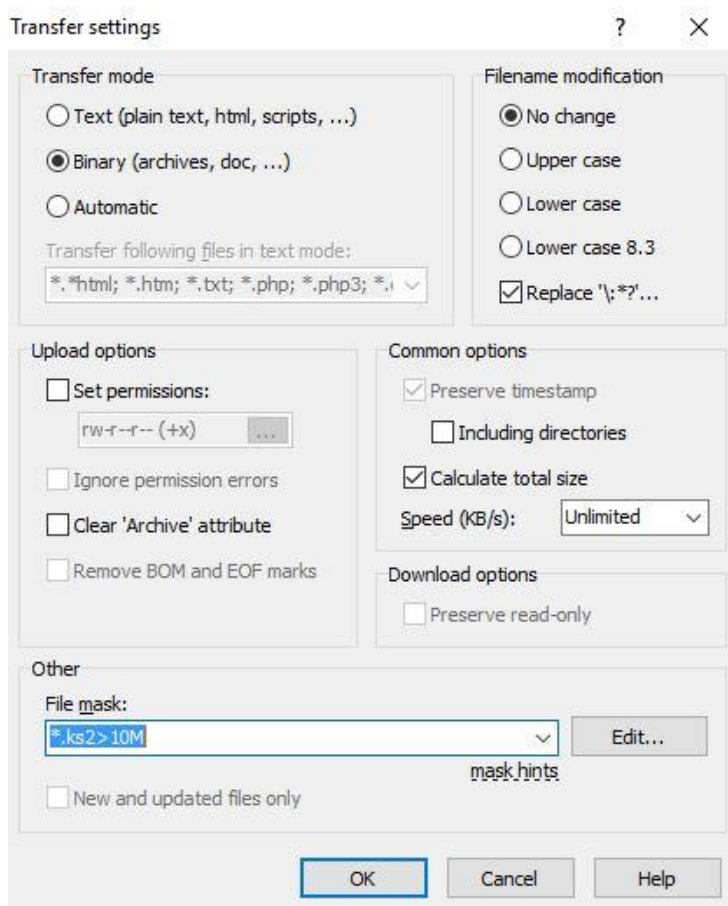 Transfer settings
?
Transfer mode
Text (plain text, html, scripts, ...)
Binary (archives, doc, ...)
Automatic
Transfer following files in text mode:
*.*html; *.htm; *.txt; *.php; *.php3; *.
Filename modification
No change
Upper case
Lower case
Lower case 8.3
Replace '\:*?'...
Upload options
Set permissions:
rw-r--r-- (+x)
...
Ignore permission errors
Clear 'Archive' attribute
Remove BOM and EOF marks
Common options
Preserve timestamp
Including directories
Calculate total size
Speed (KB/s):
Unlimited
Download options
Preserve read-only
Other
File mask:
*.ks2>10M
Edit...
mask hints
New and updated files only
OK
Cancel
Help